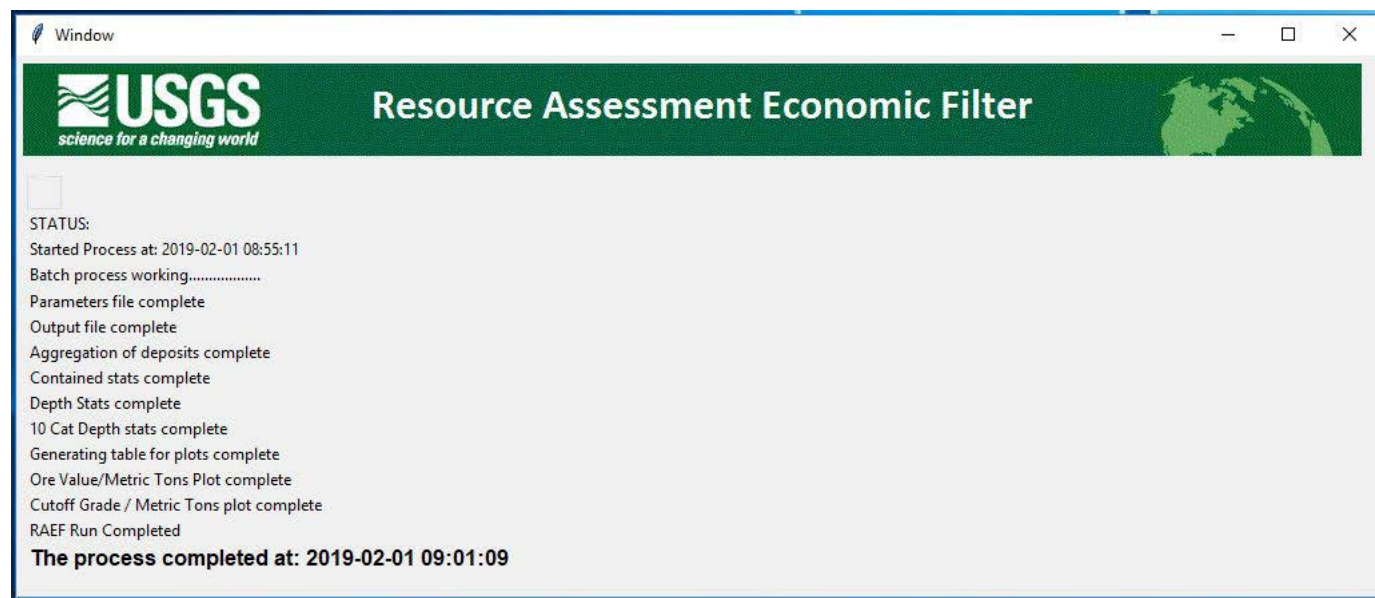 Window
USGS
science for a changing world
Resource Assessment Economic Filter
STATUS:
Started Process at: 2019-02-01 08:55:11
Batch process working..................
Parameters file complete
Output file complete
Aggregation of deposits complete
Contained stats complete
Depth Stats complete
10 Cat Depth stats complete
Generating table for plots complete
Ore Value/Metric Tons Plot complete
Cutoff Grade / Metric Tons plot complete
RAEF Run Completed
The process completed at: 2019-02-01 09:01:09